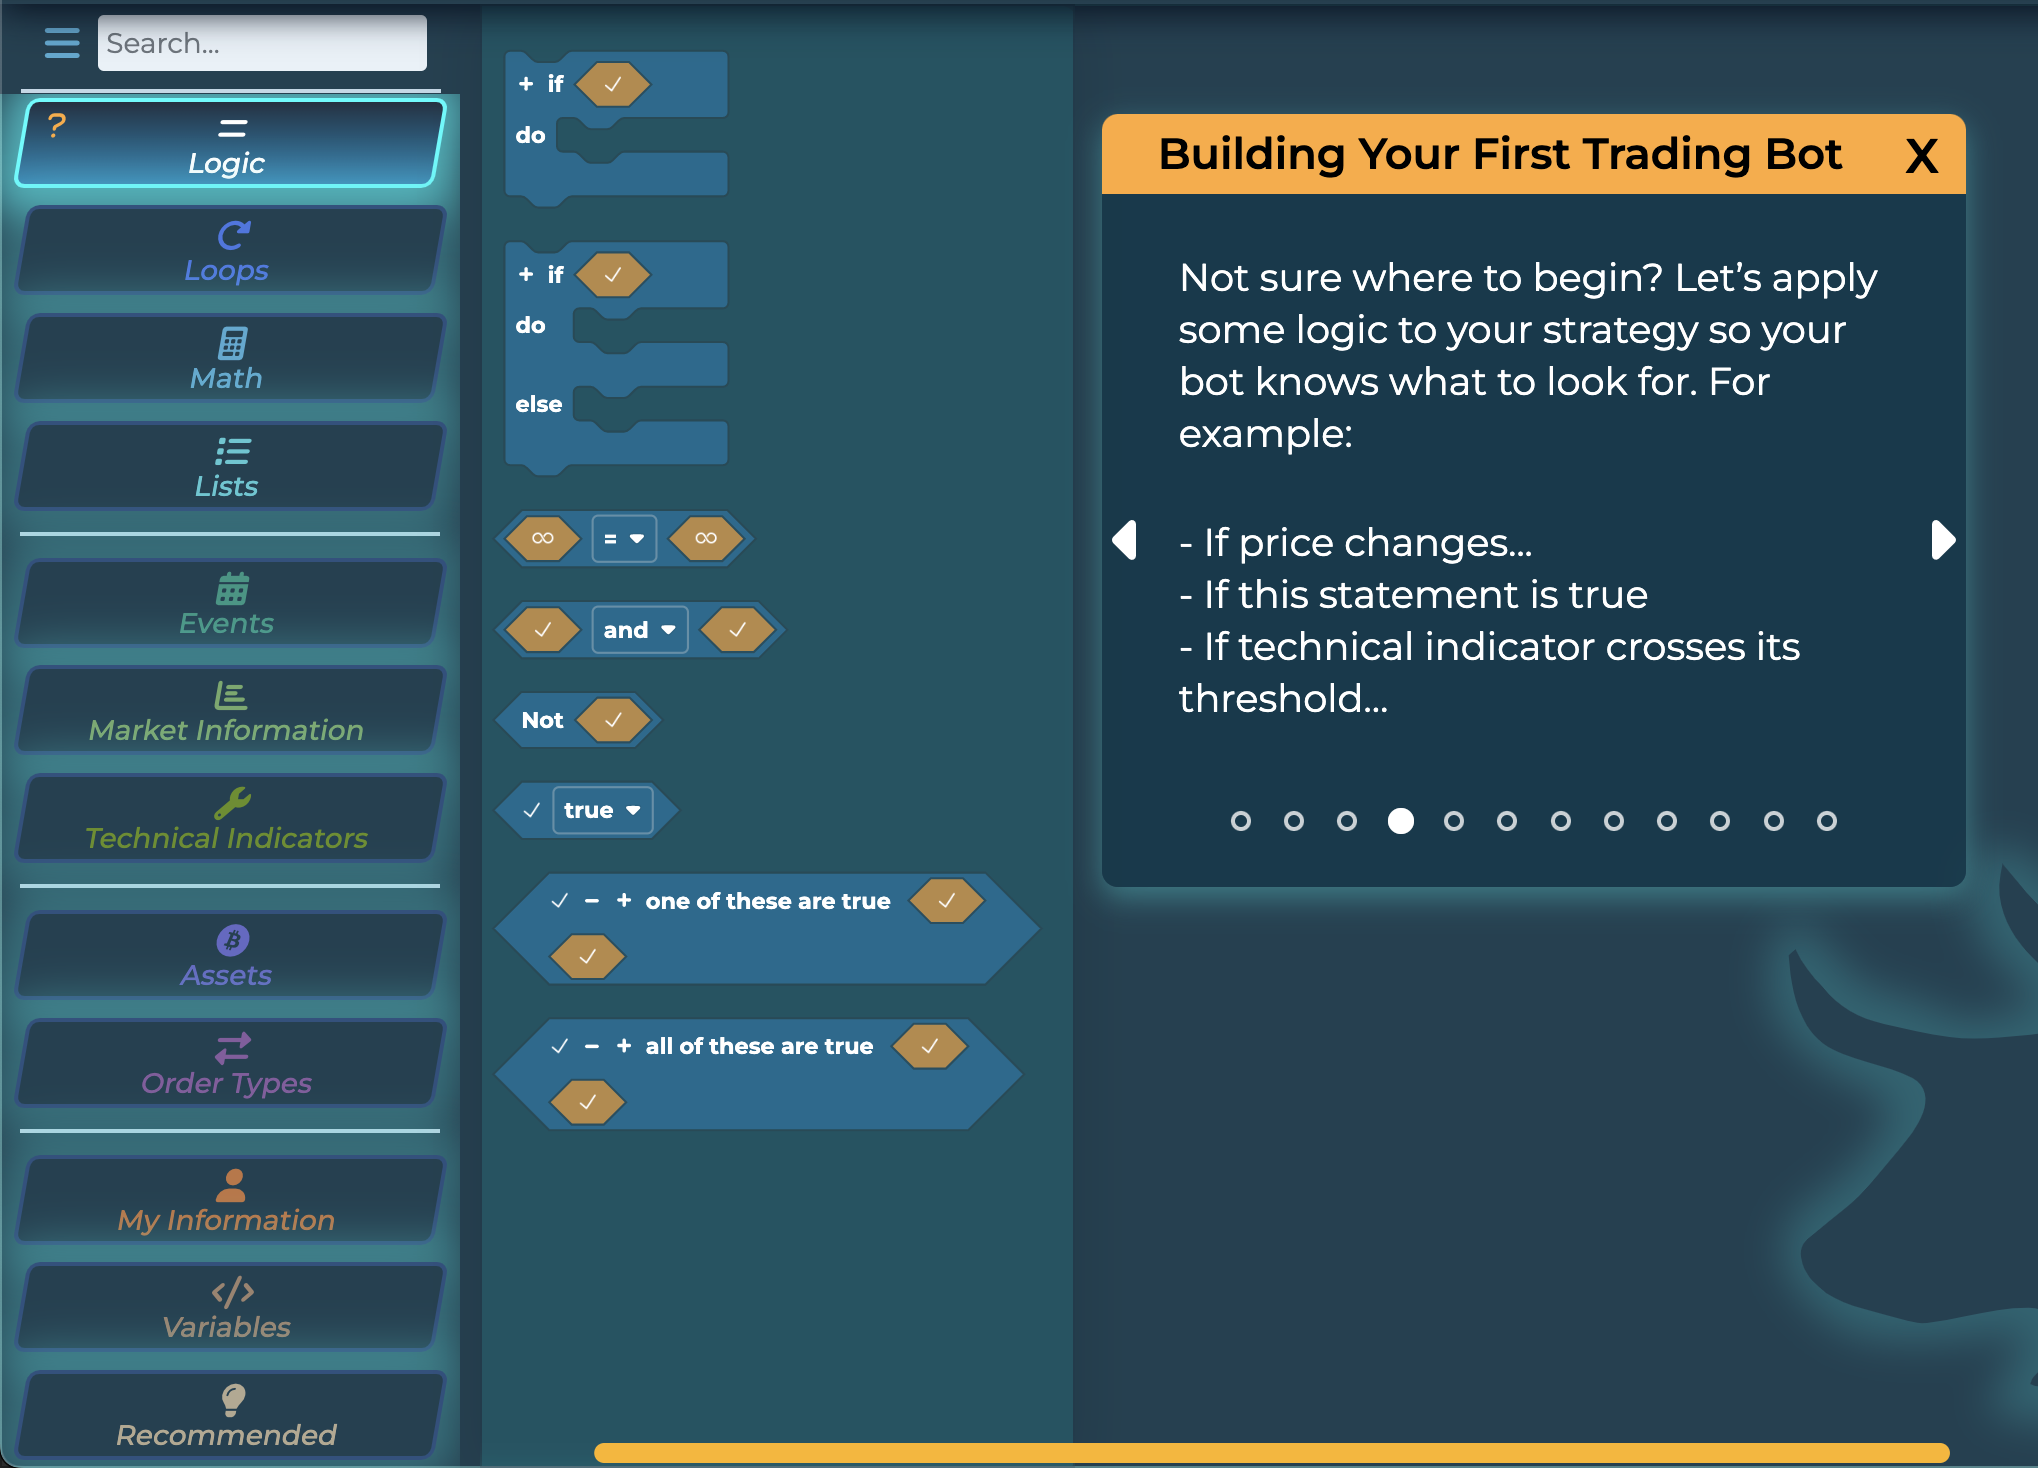 Search...
?
Logic
Loops
Math
Lists
Events
Market Information
Technical Indicators
Assets
Order Types
My Information
Variables
Recommended
+ if
do
+ if
do
else
=
and
Not
true
- + one of these are true
- + all of these are true
Building Your First Trading Bot X
Not sure where to begin? Let’s apply
some logic to your strategy so your
bot knows what to look for. For
example:
- If price changes...
- If this statement is true
- If technical indicator crosses its
threshold...